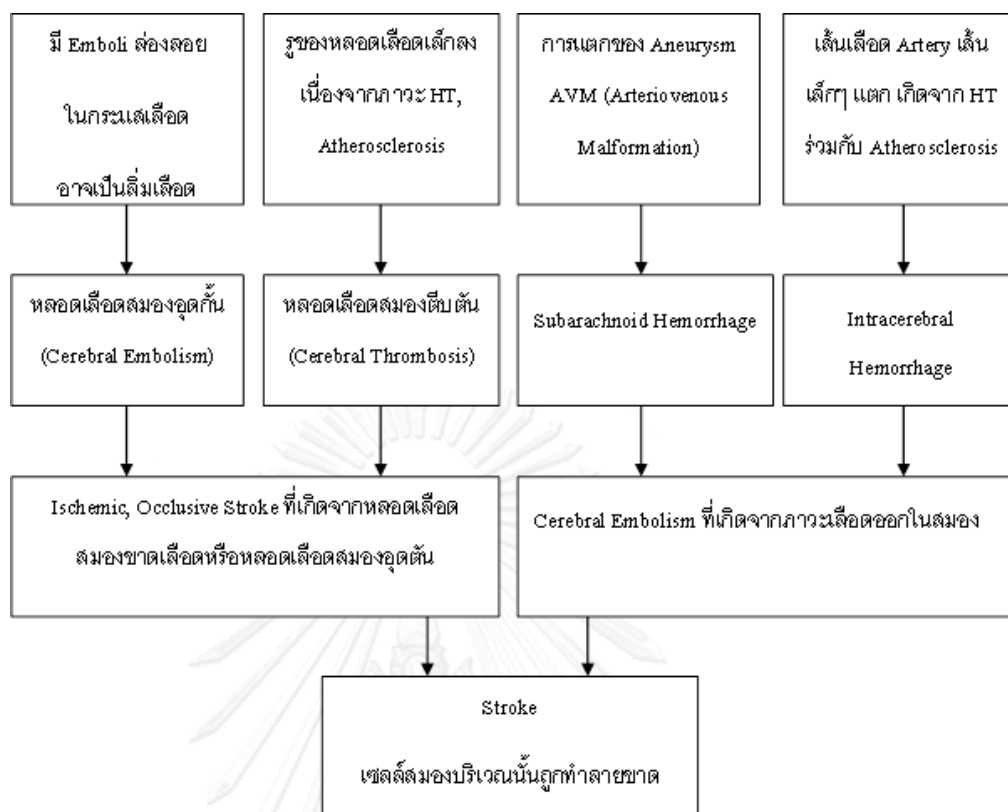 มี Emboli ล่องลอย
ในกระแสเลือด
อาจเป็นลิ่มเลือด
รูของหลอดเลือดเล็กลง
เนื่องจากภาวะ HT,
Atherosclerosis
การแตกของ Aneurysm
AVM (Arteriovenous
Malformation)
เส้นเลือด Artery เส้น
เล็กๆ แตก เกิดจาก HT
ร่วมกับ Atherosclerosis
หลอดเลือดสมองอุดกั้น
(Cerebral Embolism)
หลอดเลือดสมองตีบตัน
(Cerebral Thrombosis)
Subarachnoid Hemorrhage
Intracerebral
Hemorrhage
Ischemic, Occlusive Stroke ที่เกิดจากหลอดเลือด
สมองขาดเลือดหรือหลอดเลือดสมองอุดตัน
Cerebral Embolism ที่เกิดจากภาวะเลือดออกในสมอง
Stroke
เซลล์สมองบริเวณนั้นถูกทำลายขาด